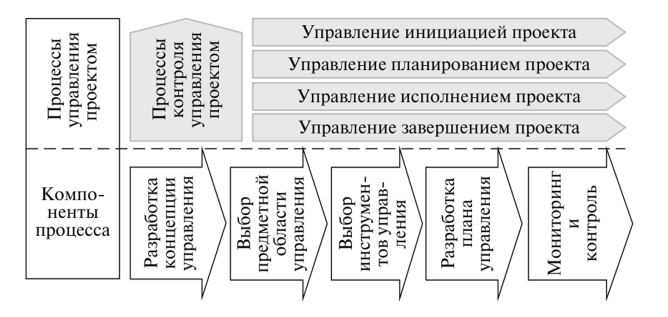 Процессы
управления
проектом
Процессы
контроля
управления
проектом
Управление инициацией проекта
Управление планированием проекта
Управление исполнением проекта
Управление завершением проекта
Компо-
ненты
процесса
Разработка
концепции
управления
Выбор
предметной
области
управления
Выбор
инструмен-
тов управ-
ления
Разработка
плана
управления
Мониторинг
и
контроль